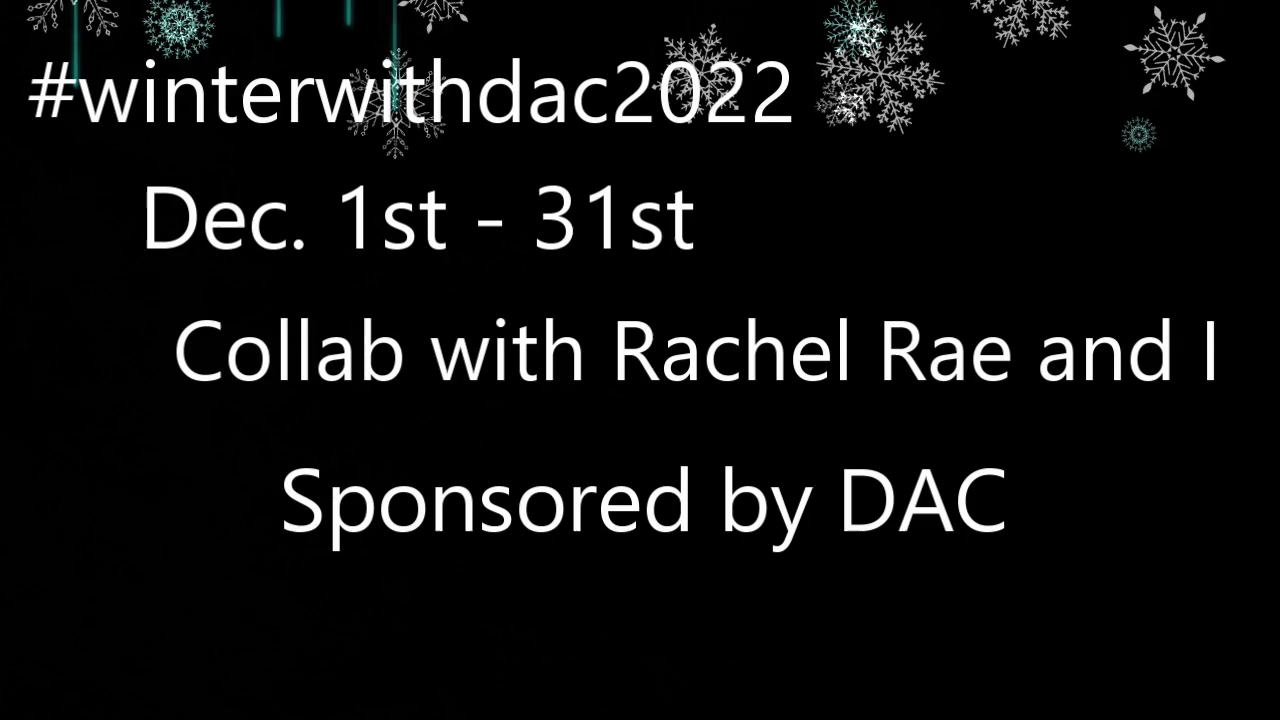 #winterwithdac2022
Dec. 1st - 31st
Collab with Rachel Rae and I
Sponsored by DAC